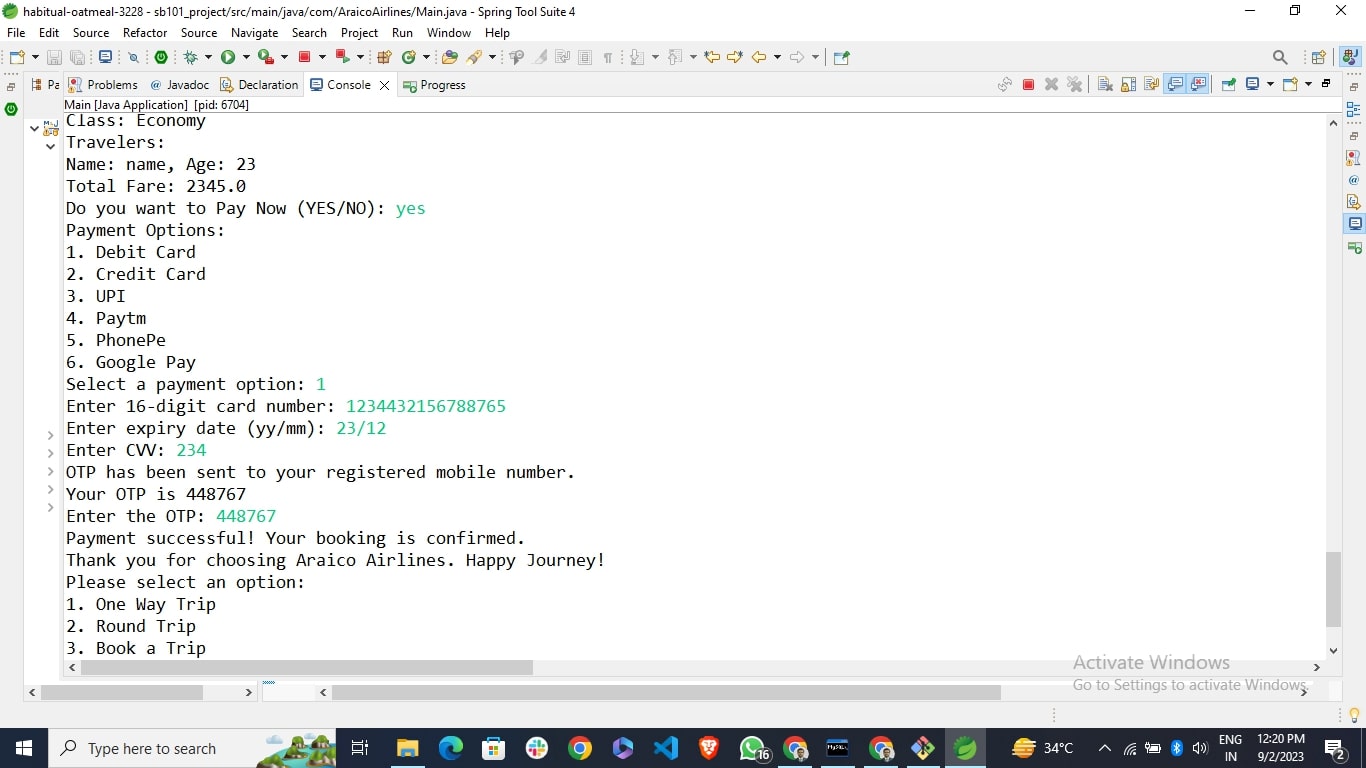 habitual-oatmeal-3228 - sb101_project/src/main/java/com/AraicoAirlines/Main.java - Spring Tool Suite 4
File Edit Source Refactor Source Navigate Search Project Run Window Help
Pa Problems @ Javadoc Declaration Console Progress
Main [Java Application] [pid: 6704]
Class: Economy
Travelers:
Name: name, Age: 23
Total Fare: 2345.0
Do you want to Pay Now (YES/NO): yes
Payment Options:
1. Debit Card
2. Credit Card
3. UPI
4. Paytm
5. PhonePe
6. Google Pay
Select a payment option: 1
Enter 16-digit card number: 1234432156788765
Enter expiry date (yy/mm): 23/12
Enter CVV: 234
OTP has been sent to your registered mobile number.
Your OTP is 448767
Enter the OTP: 448767
Payment successful! Your booking is confirmed.
Thank you for choosing Araico Airlines. Happy Journey!
Please select an option:
1. One Way Trip
2. Round Trip
3. Book a Trip
Activate Windows
Go to Settings to activate Windows.
Type here to search
16
MySQL
34°C
ENG
IN
12:20 PM
9/2/2023
2